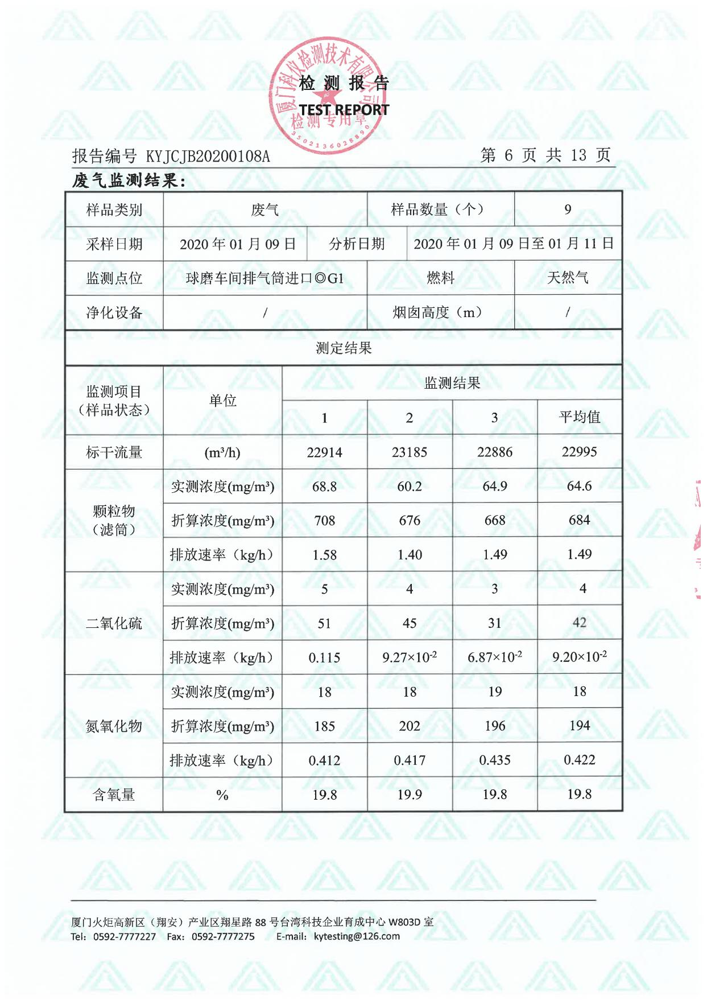 厦门科仪检测技术有限公司
检测报告
TEST REPORT
检测专用章
3502136028890
报告编号 KYJCJB20200108A 第 6 页 共 13 页
废气监测结果:
样品类别 废气 样品数量（个） 9
采样日期 2020 年 01 月 09 日 分析日期 2020 年 01 月 09 日至 01 月 11 日
监测点位 球磨车间排气筒进口◎G1 燃料 天然气
净化设备 / 烟囱高度（m） /
测定结果
监测项目
（样品状态）
单位
监测结果
1 2 3 平均值
标干流量 (m³/h) 22914 23185 22886 22995
颗粒物
（滤筒）
实测浓度(mg/m³) 68.8 60.2 64.9 64.6
折算浓度(mg/m³) 708 676 668 684
排放速率（kg/h） 1.58 1.40 1.49 1.49
二氧化硫
实测浓度(mg/m³) 5 4 3 4
折算浓度(mg/m³) 51 45 31 42
排放速率（kg/h） 0.115 9.27×10⁻² 6.87×10⁻² 9.20×10⁻²
氮氧化物
实测浓度(mg/m³) 18 18 19 18
折算浓度(mg/m³) 185 202 196 194
排放速率（kg/h） 0.412 0.417 0.435 0.422
含氧量 % 19.8 19.9 19.8 19.8
厦门火炬高新区（翔安）产业区翔星路 88 号台湾科技企业育成中心 W803D 室
Tel: 0592-7777227 Fax: 0592-7777275 E-mail: kytesting@126.com